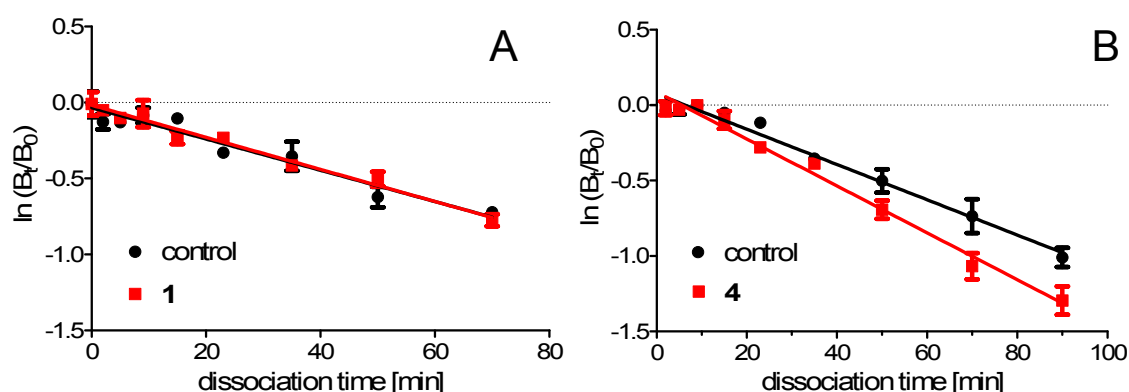 A
0.5
0.0
-0.5
-1.0
-1.5
ln (Bt/B0)
control
1
0 20 40 60 80
dissociation time [min]
B
0.5
0.0
-0.5
-1.0
-1.5
ln (Bt/B0)
control
4
0 20 40 60 80 100
dissociation time [min]